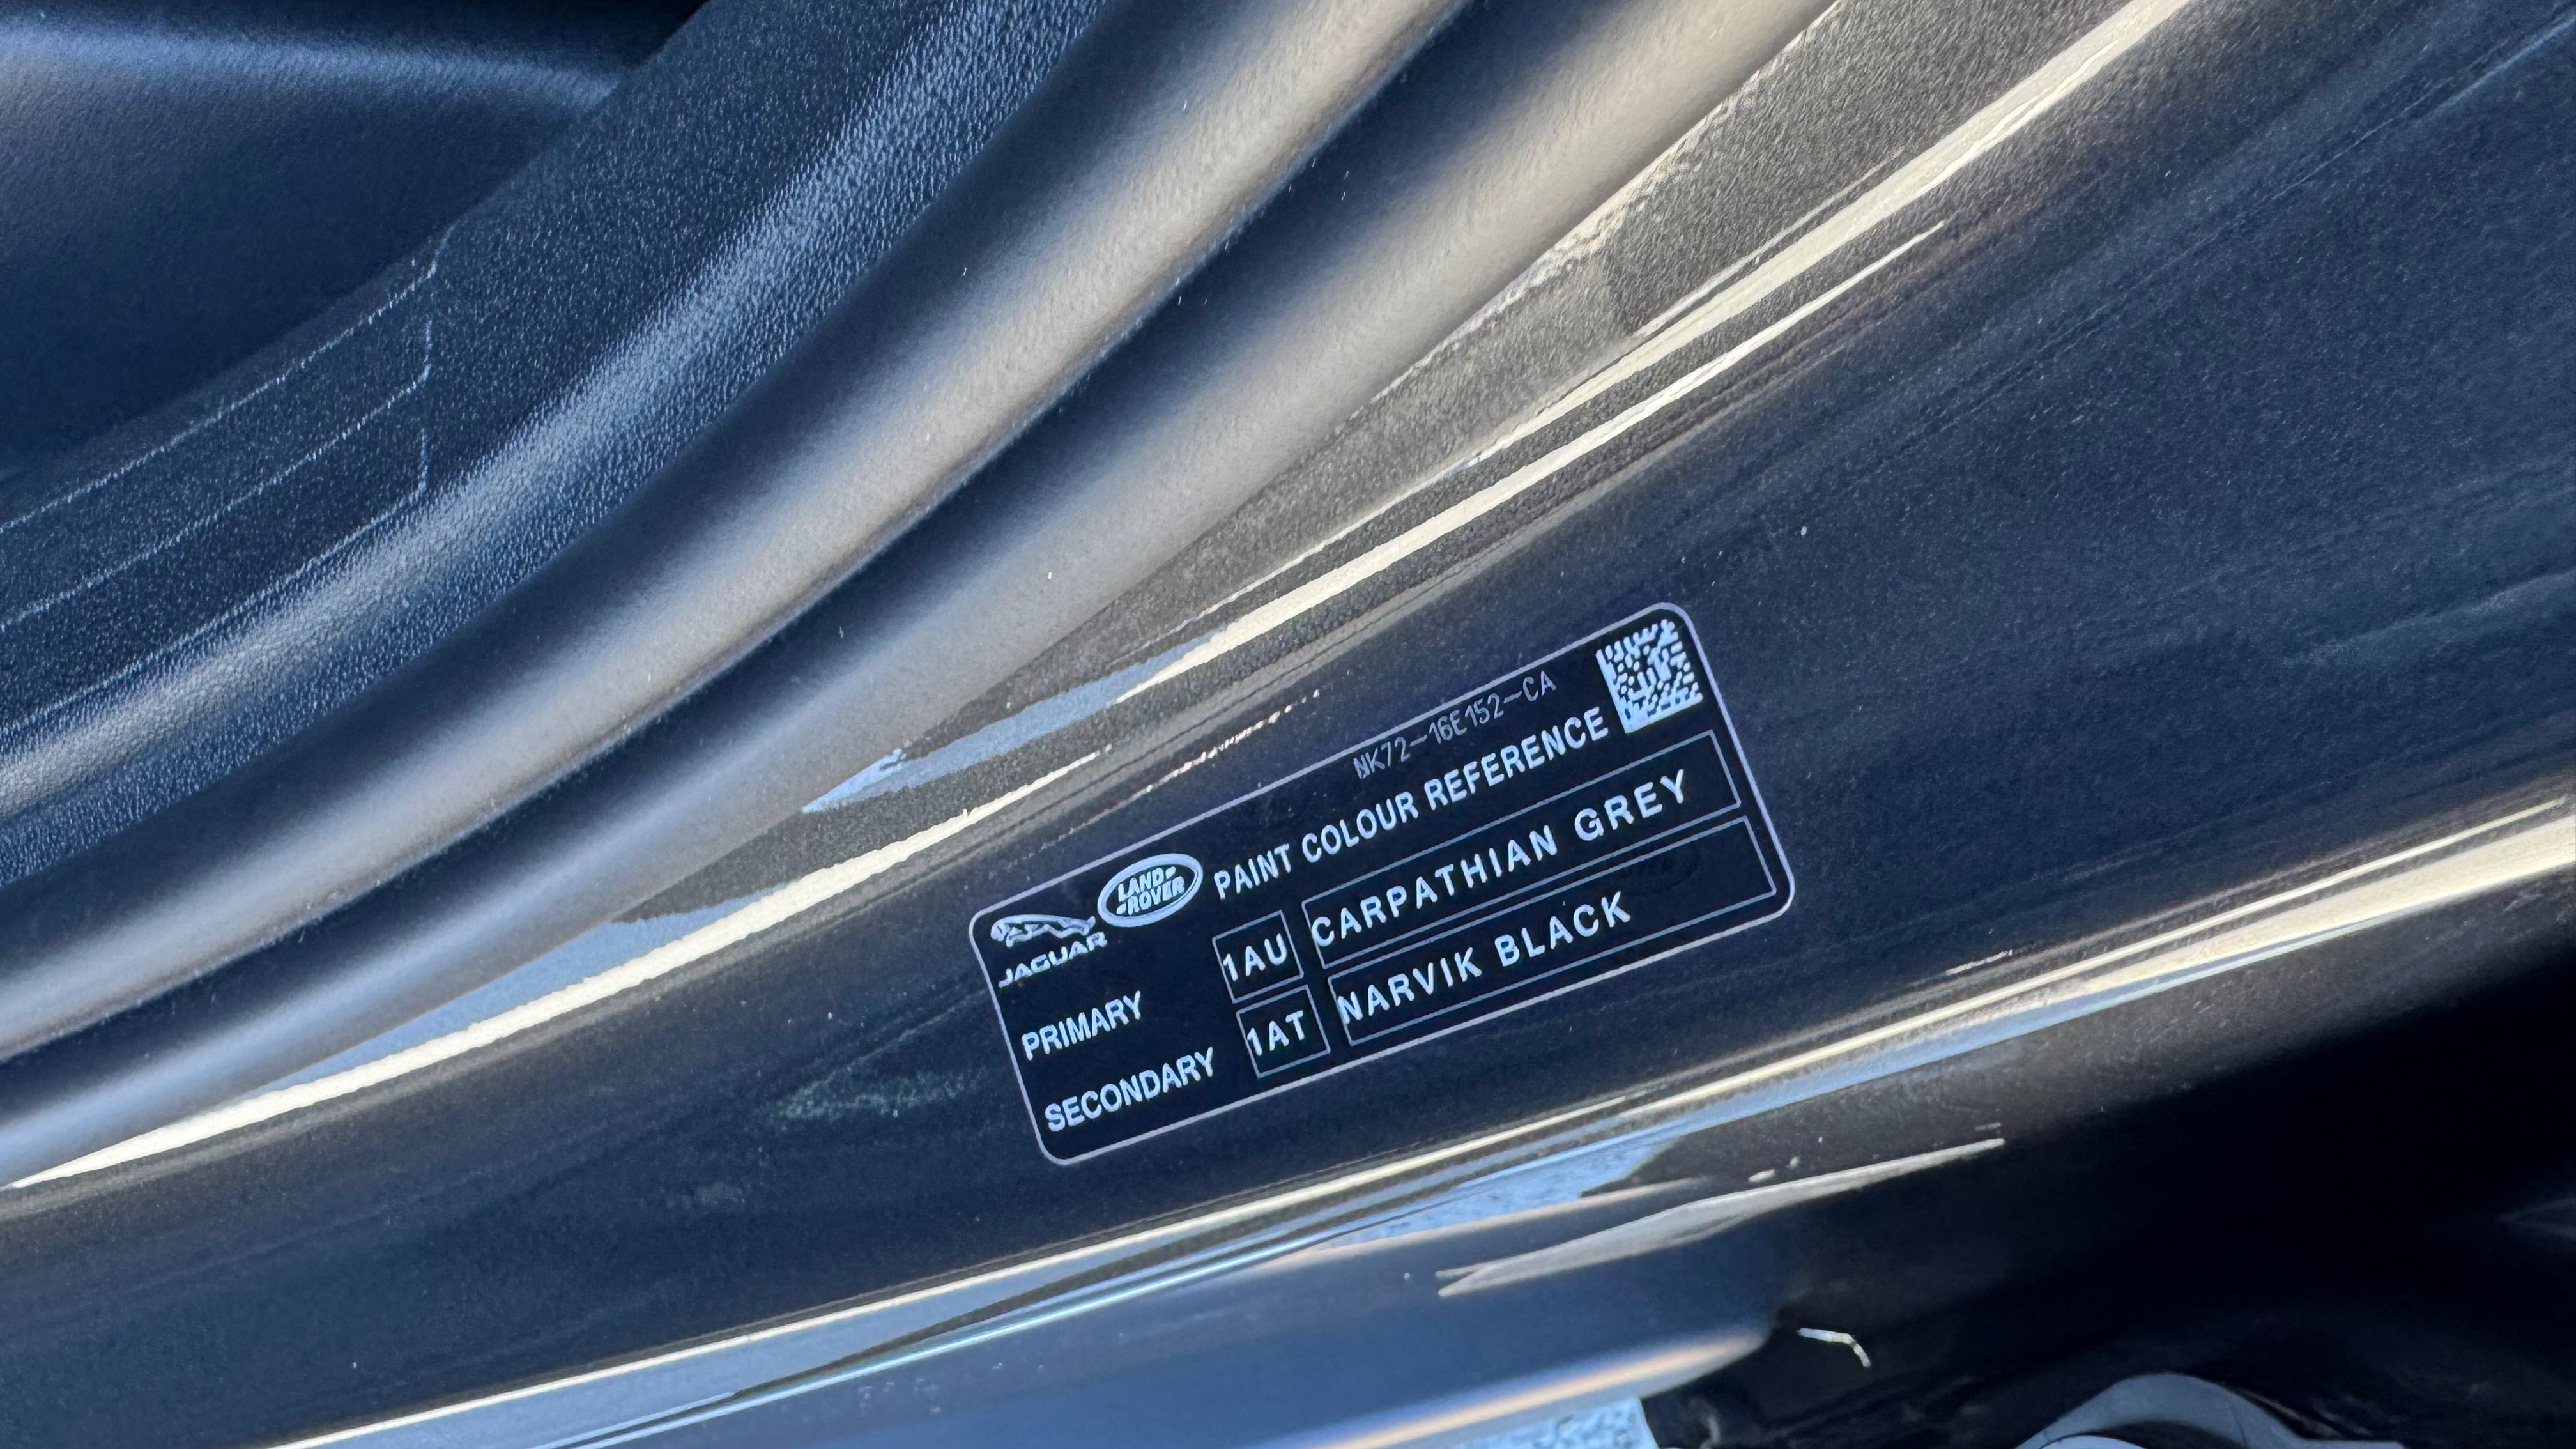 NK72-16E152-CA
JAGUAR LAND ROVER PAINT COLOUR REFERENCE
PRIMARY 1AU CARPATHIAN GREY
SECONDARY 1AT NARVIK BLACK